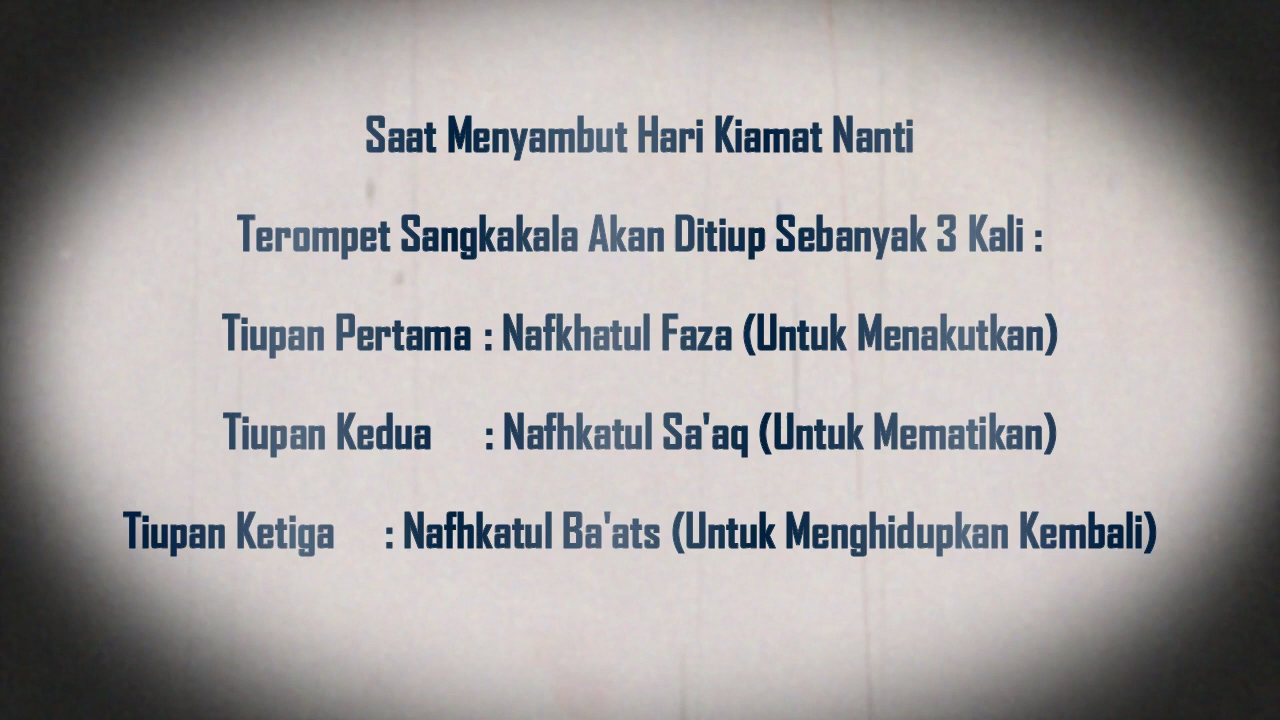 Saat Menyambut Hari Kiamat Nanti
Terompet Sangkakala Akan Ditiup Sebanyak 3 Kali :
Tiupan Pertama : Nafkhatul Faza (Untuk Menakutkan)
Tiupan Kedua : Nafhkatul Sa'aq (Untuk Mematikan)
Tiupan Ketiga : Nafhkatul Ba'ats (Untuk Menghidupkan Kembali)